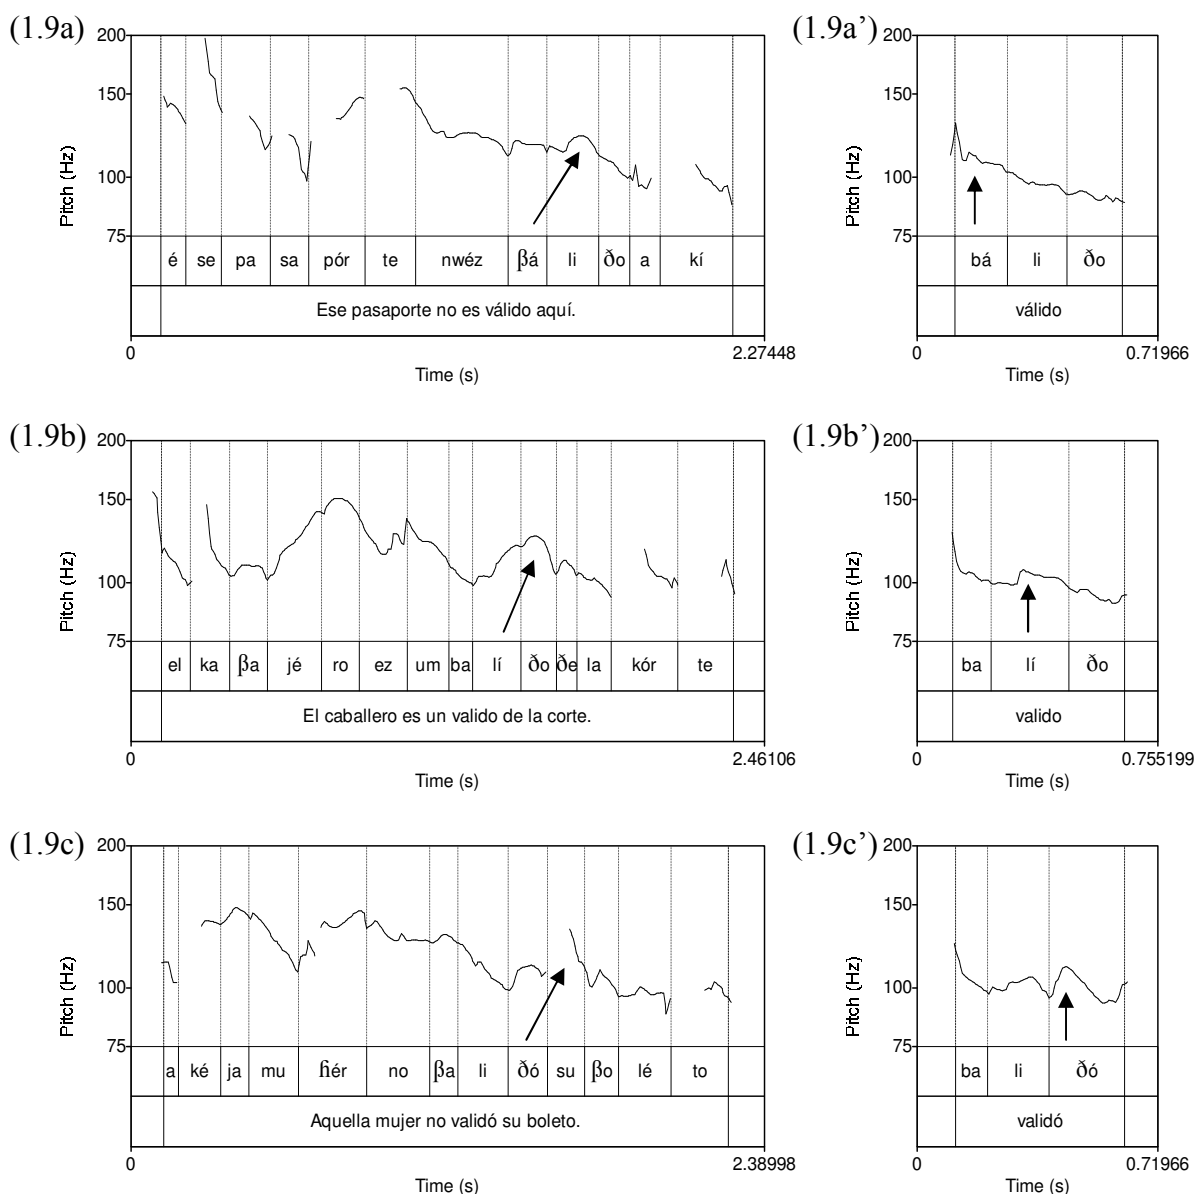 (1.9a)
200
150
100
75
Pitch (Hz)
é se pa sa pór te nwéz βá li ðo a kí
Ese pasaporte no es válido aquí.
0 2.27448
Time (s)
(1.9a’)
200
150
100
75
Pitch (Hz)
bá li ðo
válido
0 0.71966
Time (s)
(1.9b)
200
150
100
75
Pitch (Hz)
el ka βa jé ro ez um ba lí ðo ðe la kór te
El caballero es un valido de la corte.
0 2.46106
Time (s)
(1.9b’)
200
150
100
75
Pitch (Hz)
ba lí ðo
valido
0 0.755199
Time (s)
(1.9c)
200
150
100
75
Pitch (Hz)
a ké ja mu ɦér no βa li ðó su βo lé to
Aquella mujer no validó su boleto.
0 2.38998
Time (s)
(1.9c’)
200
150
100
75
Pitch (Hz)
ba li ðó
validó
0 0.71966
Time (s)